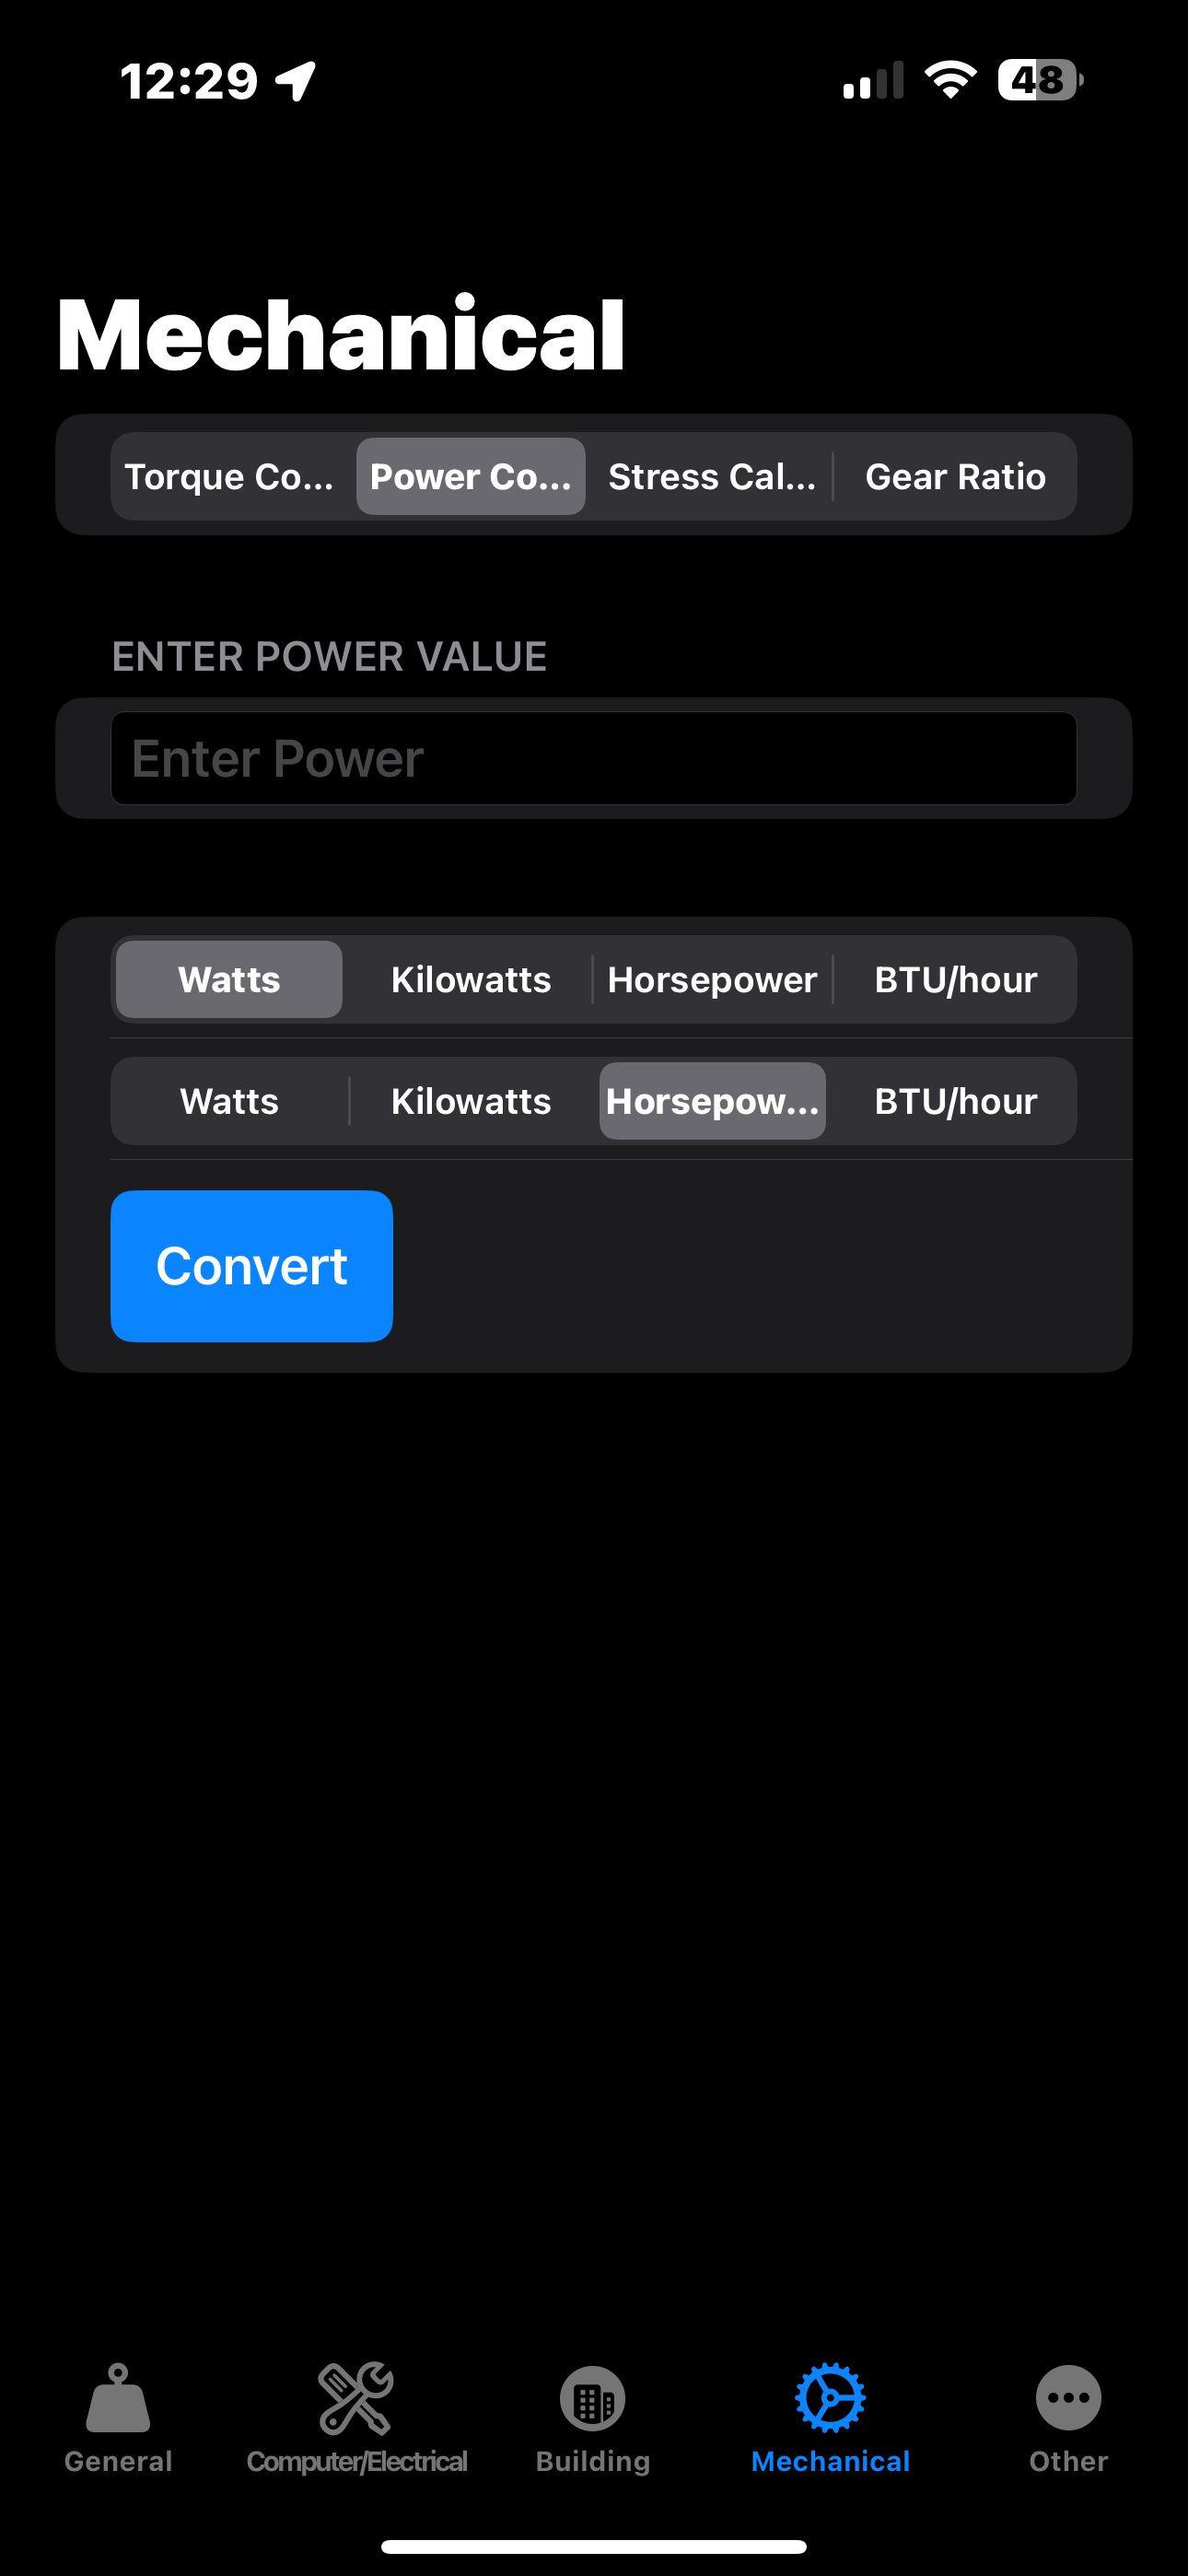 12:29 48
Mechanical
Torque Co... Power Co... Stress Cal... Gear Ratio
ENTER POWER VALUE
Enter Power
Watts Kilowatts Horsepower BTU/hour
Watts Kilowatts Horsepow... BTU/hour
Convert
General Computer/Electrical Building Mechanical Other